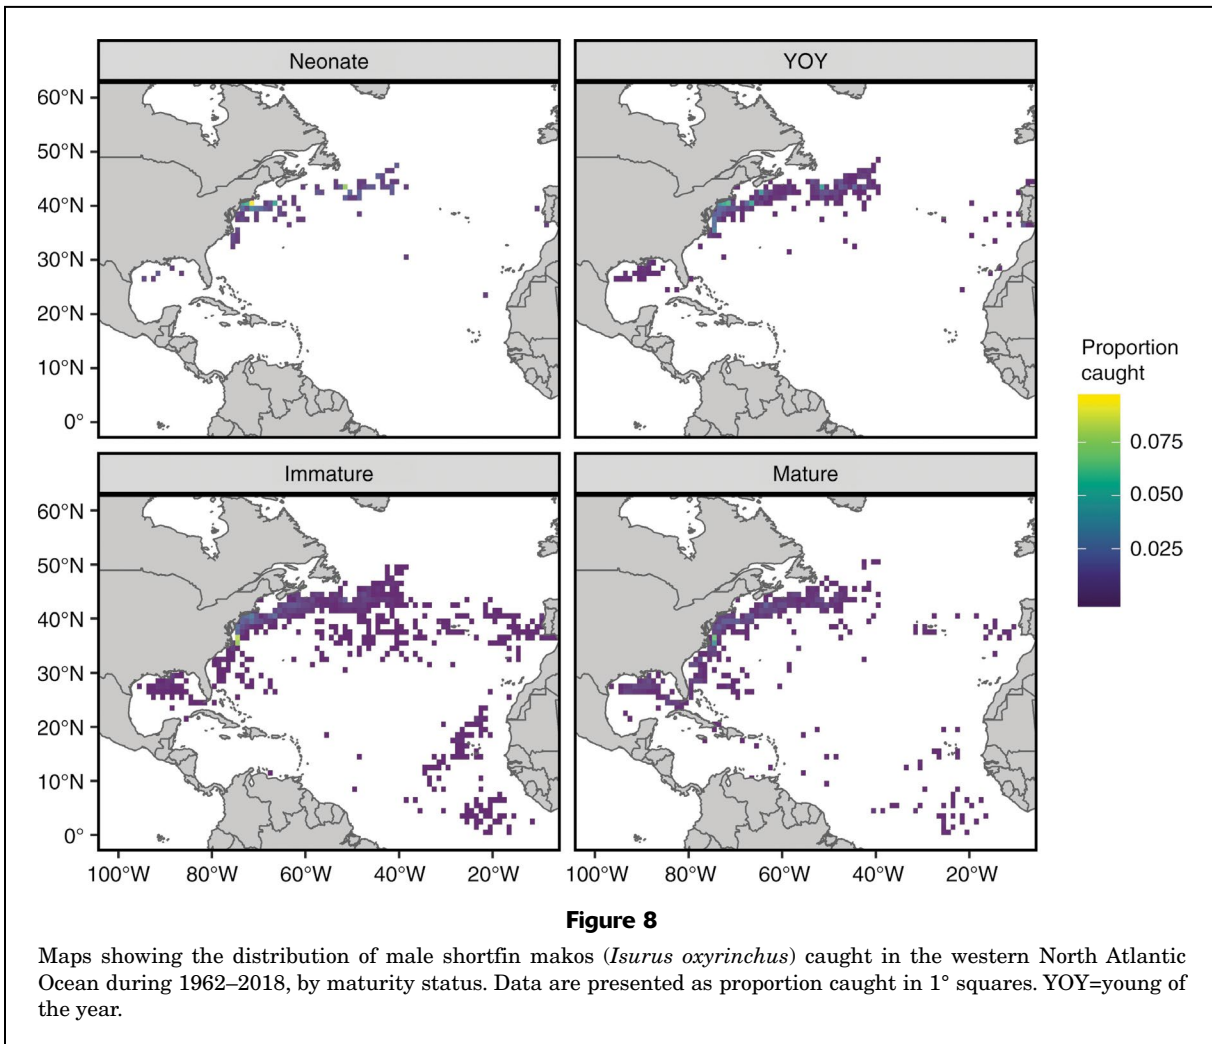 Neonate
YOY
60°N
50°N
40°N
30°N
20°N
10°N
0°
Proportion
caught
0.075
0.050
0.025
Immature
Mature
60°N
50°N
40°N
30°N
20°N
10°N
0°
100°W 80°W 60°W 40°W 20°W
100°W 80°W 60°W 40°W 20°W
Figure 8
Maps showing the distribution of male shortfin makos (Isurus oxyrinchus) caught in the western North Atlantic
Ocean during 1962–2018, by maturity status. Data are presented as proportion caught in 1° squares. YOY=young of
the year.